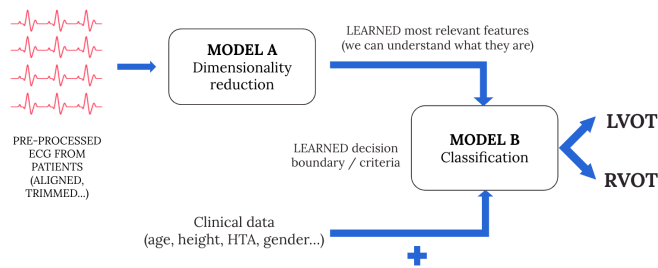 PRE-PROCESSED
ECG FROM
PATIENTS
(ALIGNED,
TRIMMED...)
MODEL A
Dimensionality
reduction
LEARNED most relevant features
(we can understand what they are)
LEARNED decision
boundary / criteria
MODEL B
Classification
Clinical data
(age, height, HTA, gender...)
LVOT
RVOT